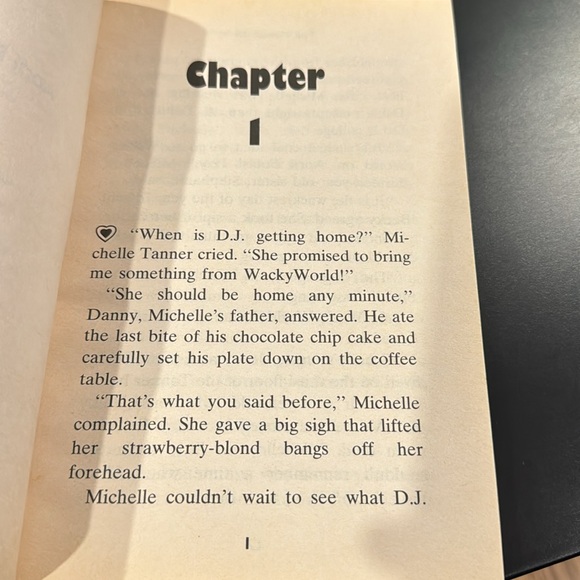 Chapter
1
"When is D.J. getting home?" Mi-
chelle Tanner cried. "She promised to bring
me something from WackyWorld!"
"She should be home any minute,"
Danny, Michelle's father, answered. He ate
the last bite of his chocolate chip cake and
carefully set his plate down on the coffee
table.
"That's what you said before," Michelle
complained. She gave a big sigh that lifted
her strawberry-blond bangs off her
forehead.
Michelle couldn't wait to see what D.J.
1